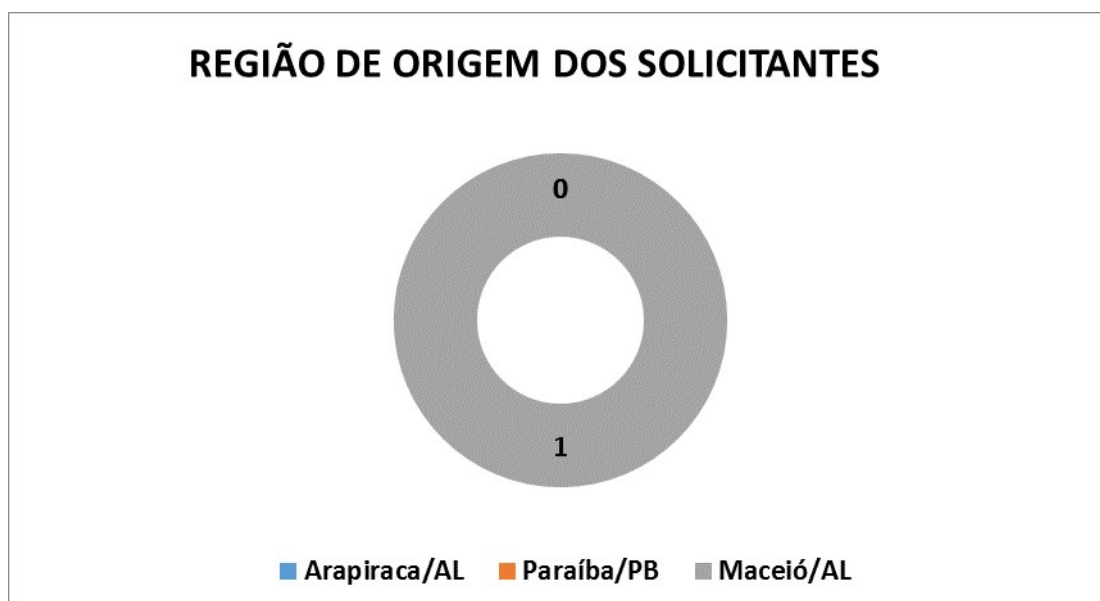 REGIÃO DE ORIGEM DOS SOLICITANTES
0
1
Arapiraca/AL Paraíba/PB Maceió/AL